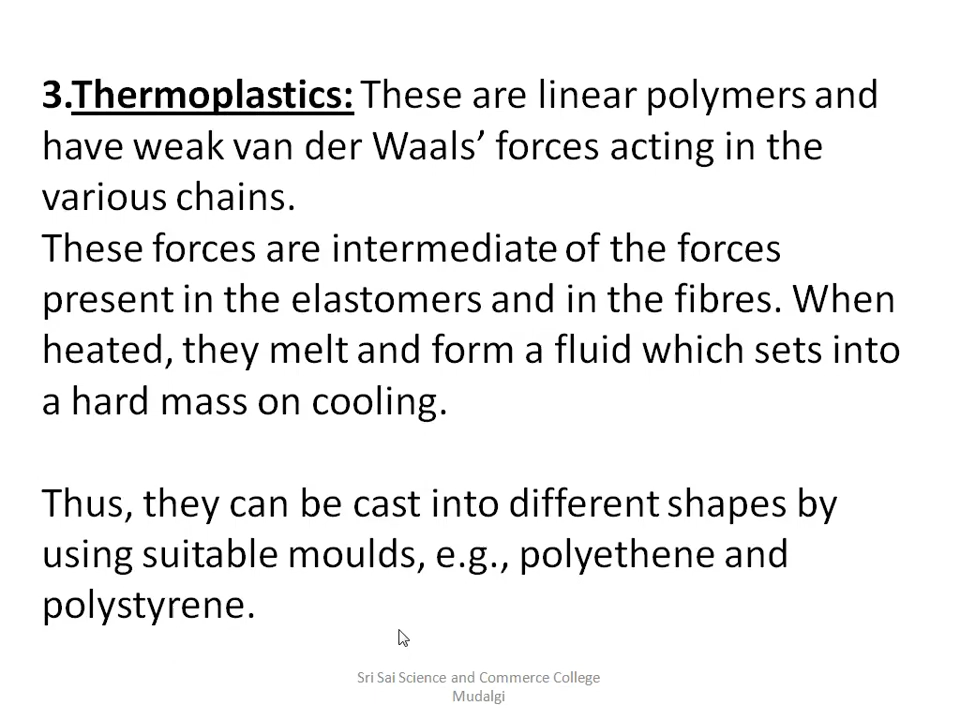 3.Thermoplastics: These are linear polymers and
have weak van der Waals’ forces acting in the
various chains.
These forces are intermediate of the forces
present in the elastomers and in the fibres. When
heated, they melt and form a fluid which sets into
a hard mass on cooling.
Thus, they can be cast into different shapes by
using suitable moulds, e.g., polyethene and
polystyrene.
Sri Sai Science and Commerce College
Mudalgi